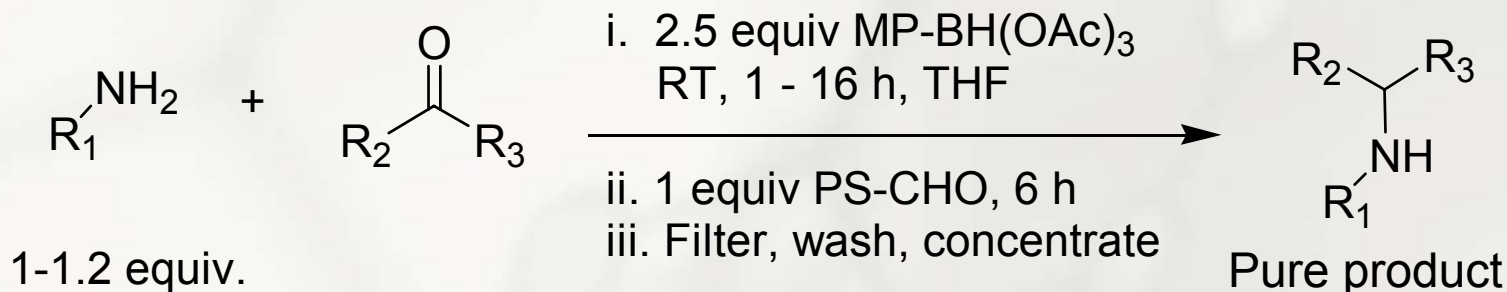 i. 2.5 equiv MP-BH(OAc)₃
RT, 1 - 16 h, THF
R₁ NH₂ + R₂ O R₃
ii. 1 equiv PS-CHO, 6 h
iii. Filter, wash, concentrate
R₂ R₃
NH
R₁
1-1.2 equiv.
Pure product